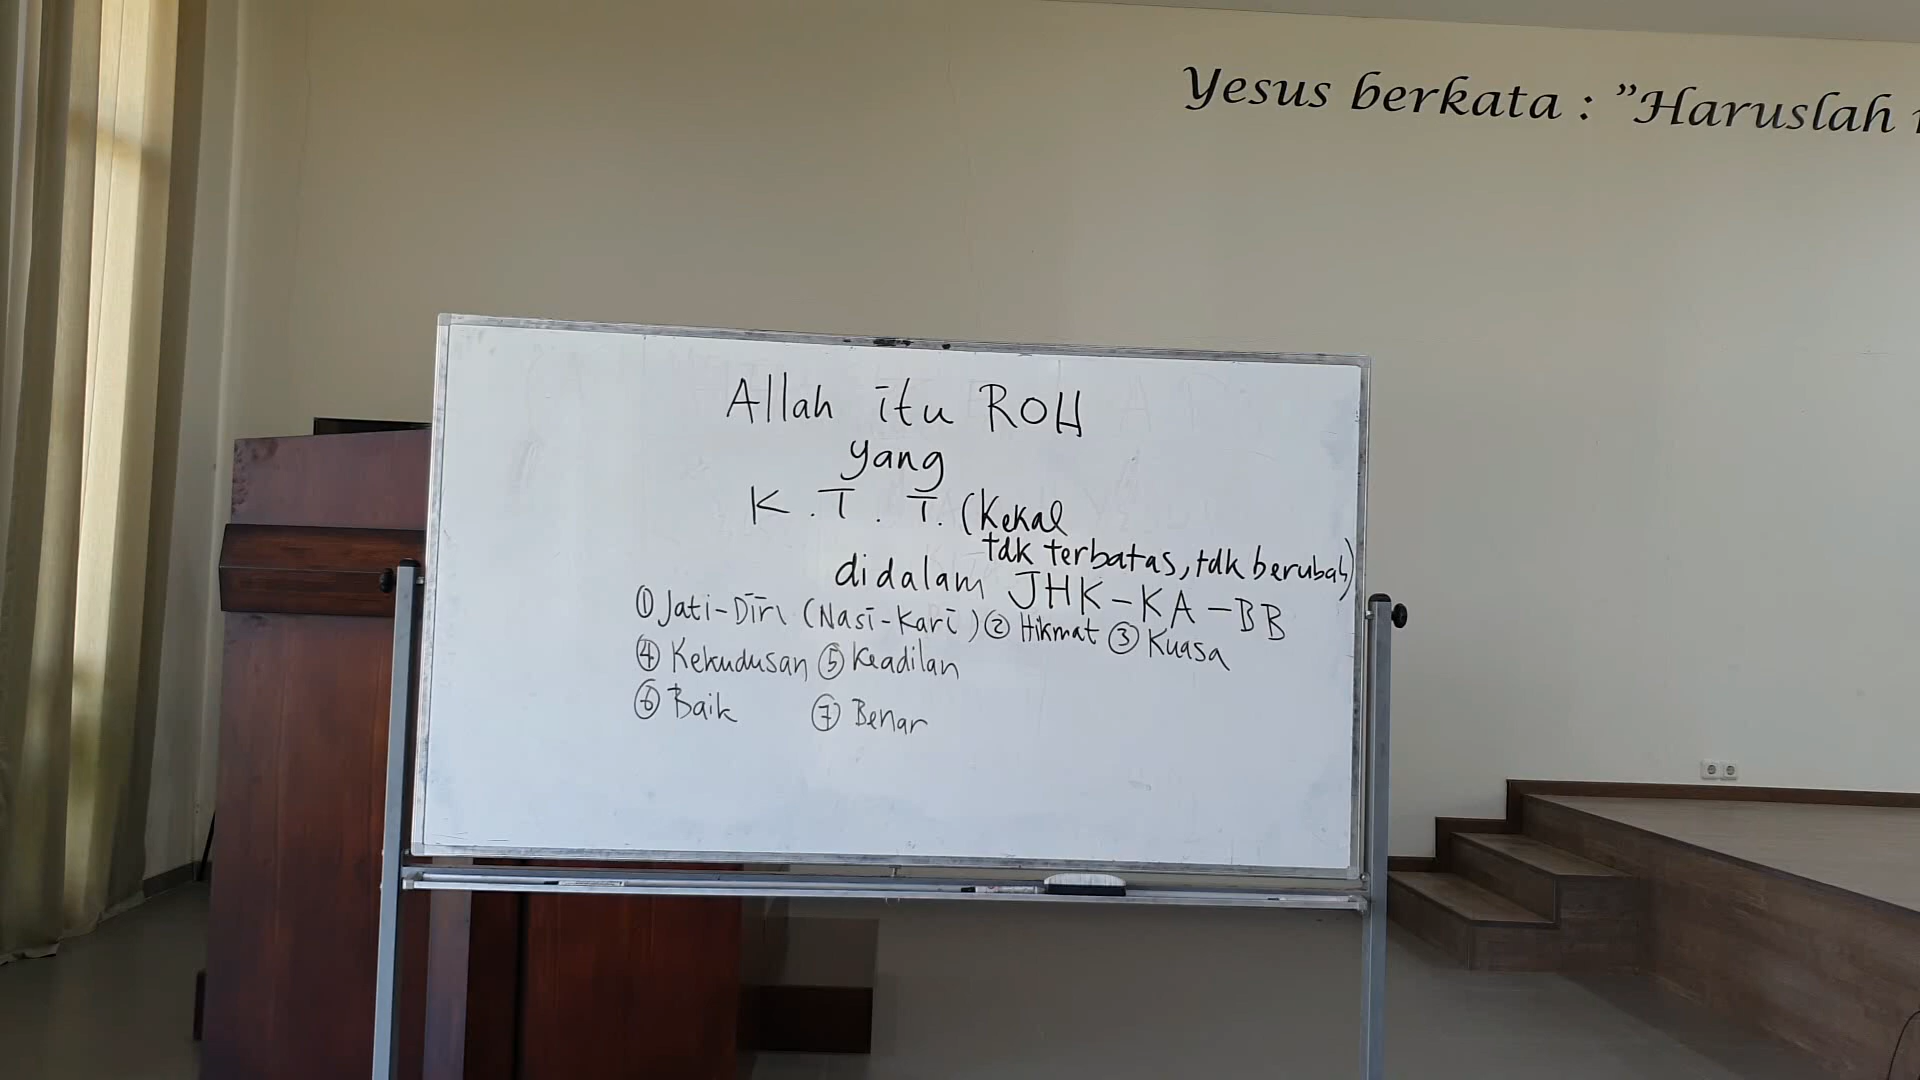 Yesus berkata : "Haruslah
Allah itu ROH
yang
K . T . T. (Kekal
tdk terbatas, tdk berubah)
didalam JHK-KA-BB
① Jati-Diri (Nasi-Kari) ② Hikmat ③ Kuasa
④ Kekudusan ⑤ Keadilan
⑥ Baik ⑦ Benar